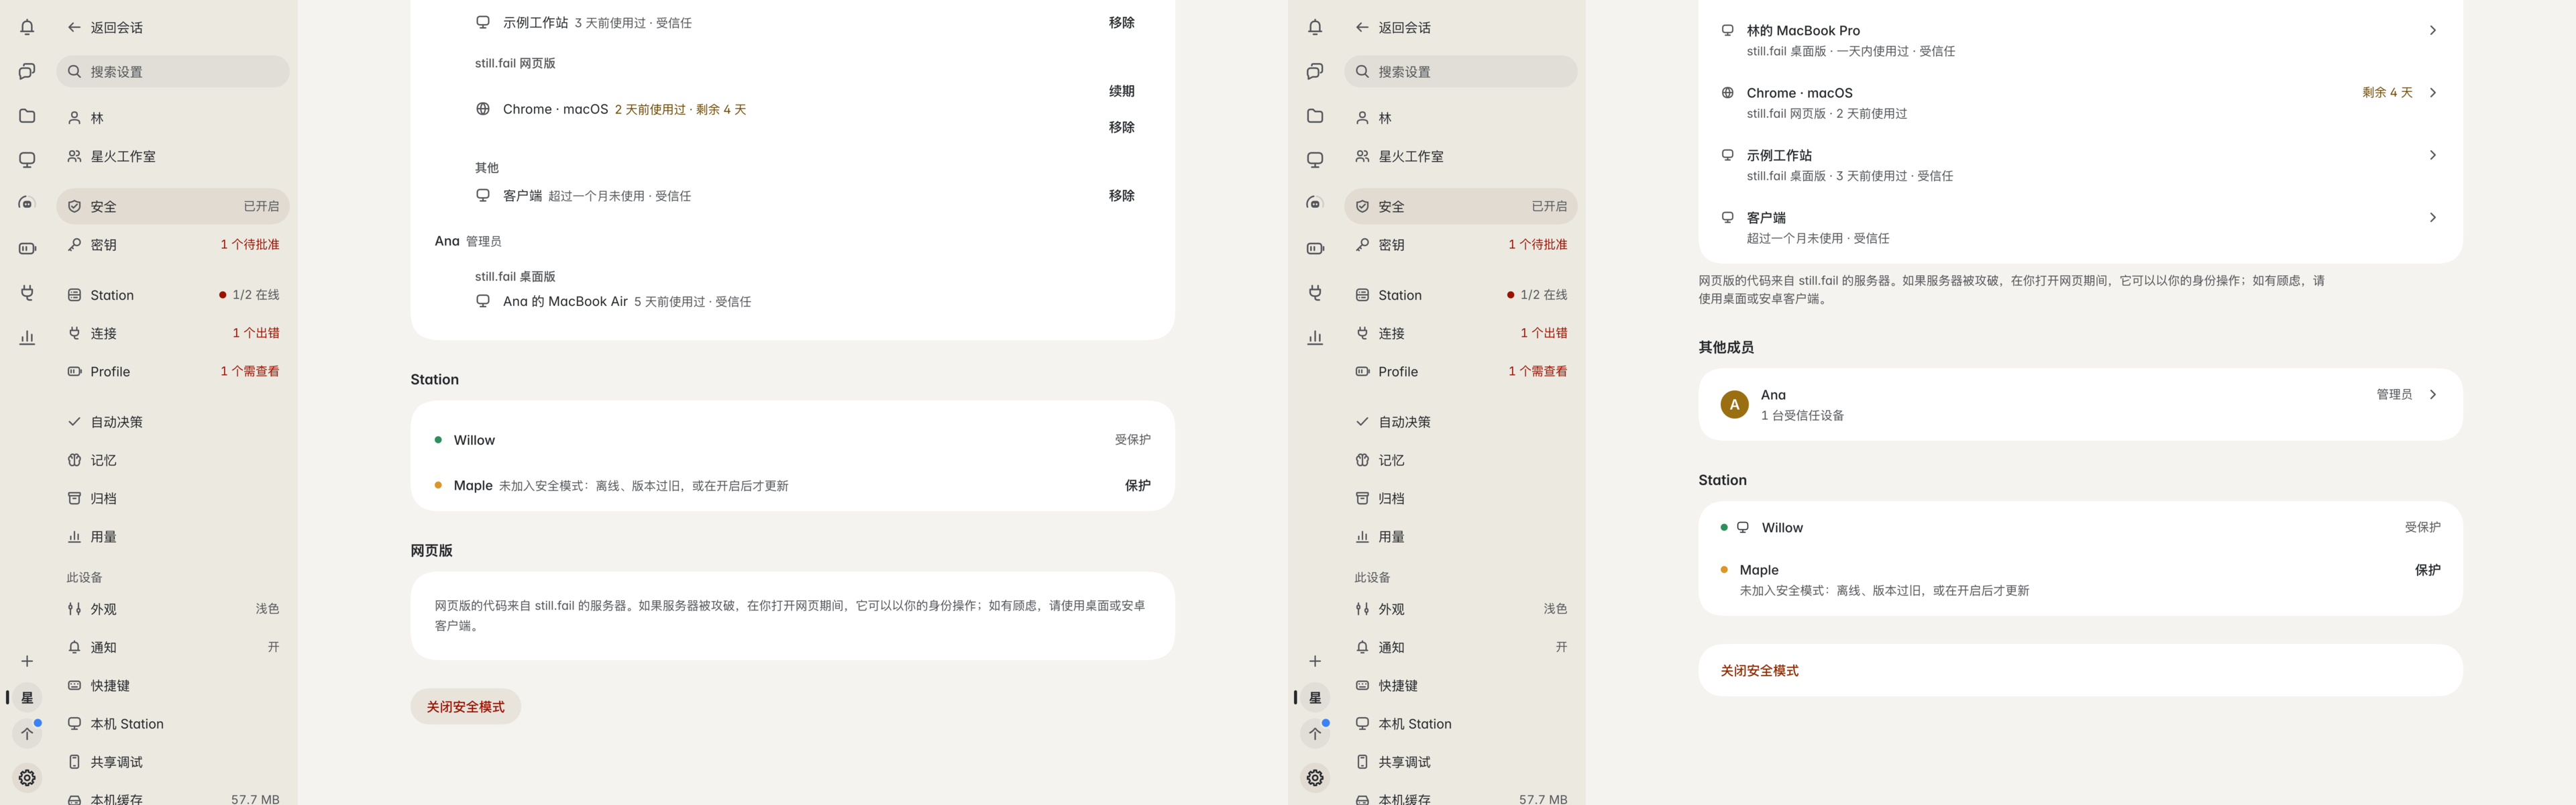 返回会话
搜索设置
林
星火工作室
安全 已开启
密钥 1 个待批准
Station 1/2 在线
连接 1 个出错
Profile 1 个需查看
自动决策
记忆
归档
用量
此设备
外观 浅色
通知 开
快捷键
本机 Station
共享调试
本机缓存 57.7 MB
星
个
示例工作站 3 天前使用过 · 受信任 移除
still.fail 网页版
Chrome · macOS 2 天前使用过 · 剩余 4 天
续期
移除
其他
客户端 超过一个月未使用 · 受信任 移除
Ana 管理员
still.fail 桌面版
Ana 的 MacBook Air 5 天前使用过 · 受信任
Station
Willow 受保护
Maple 未加入安全模式：离线、版本过旧，或在开启后才更新 保护
网页版
网页版的代码来自 still.fail 的服务器。如果服务器被攻破，在你打开网页期间，它可以以你的身份操作；如有顾虑，请使用桌面或安卓
客户端。
关闭安全模式
返回会话
搜索设置
林
星火工作室
安全 已开启
密钥 1 个待批准
Station 1/2 在线
连接 1 个出错
Profile 1 个需查看
自动决策
记忆
归档
用量
此设备
外观 浅色
通知 开
快捷键
本机 Station
共享调试
本机缓存 57.7 MB
星
个
林的 MacBook Pro
still.fail 桌面版 · 一天内使用过 · 受信任
Chrome · macOS 剩余 4 天
still.fail 网页版 · 2 天前使用过
示例工作站
still.fail 桌面版 · 3 天前使用过 · 受信任
客户端
超过一个月未使用 · 受信任
网页版的代码来自 still.fail 的服务器。如果服务器被攻破，在你打开网页期间，它可以以你的身份操作；如有顾虑，请
使用桌面或安卓客户端。
其他成员
A
Ana 管理员
1 台受信任设备
Station
Willow 受保护
Maple 保护
未加入安全模式：离线、版本过旧，或在开启后才更新
关闭安全模式